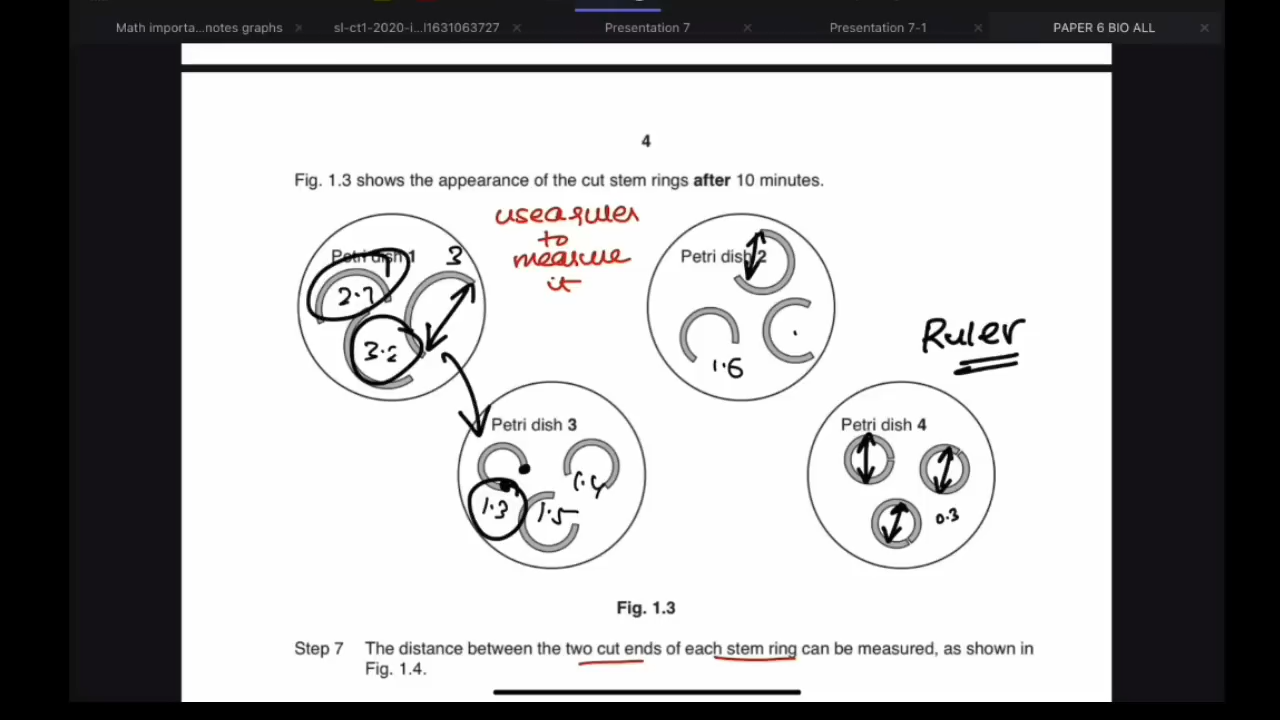 Math importa...notes graphs
sl-ct1-2020-i...l1631063727
Presentation 7
Presentation 7-1
PAPER 6 BIO ALL
4
Fig. 1.3 shows the appearance of the cut stem rings after 10 minutes.
use a ruler
to
measure
it
Petri dish 1
3
2.7
3.2
Petri dish 2
1.6
Ruler
Petri dish 3
1.4
1.3
1.5
Petri dish 4
0.3
Fig. 1.3
Step 7 The distance between the two cut ends of each stem ring can be measured, as shown in
Fig. 1.4.